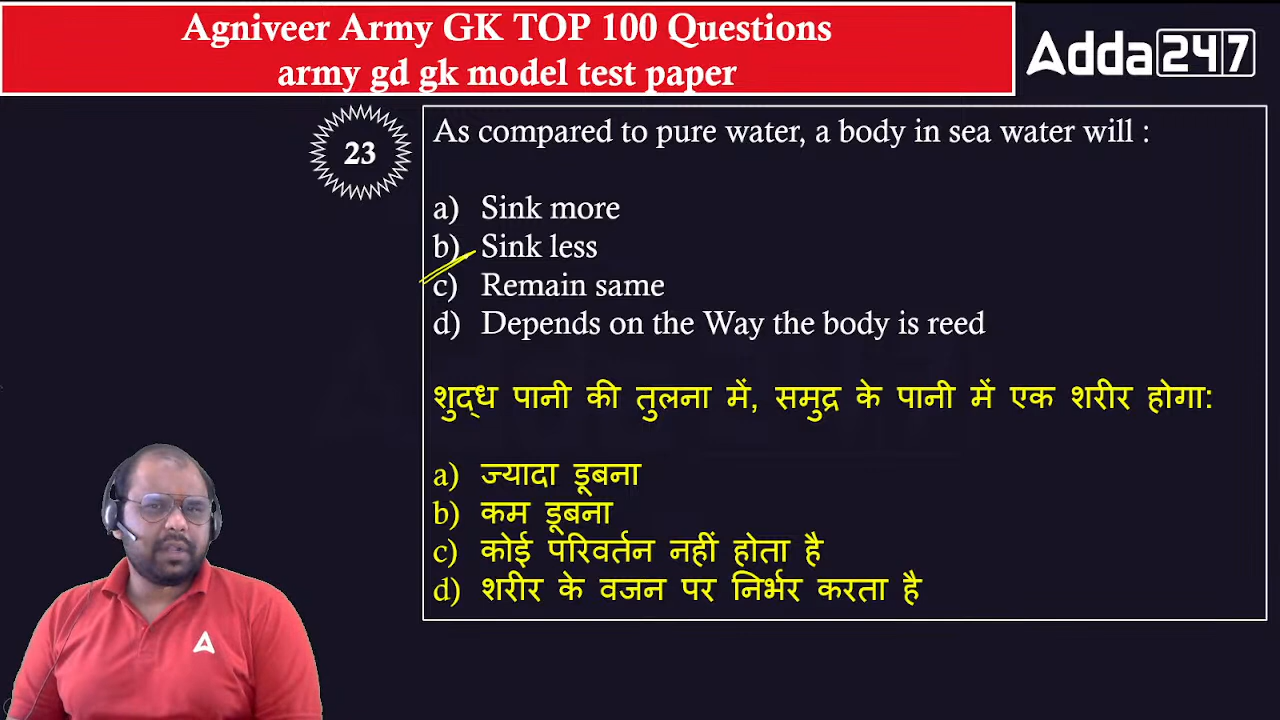 Agniveer Army GK TOP 100 Questions
army gd gk model test paper
Adda247
23
As compared to pure water, a body in sea water will :
a) Sink more
b) Sink less
c) Remain same
d) Depends on the Way the body is reed
शुद्ध पानी की तुलना में, समुद्र के पानी में एक शरीर होगा:
a) ज्यादा डूबना
b) कम डूबना
c) कोई परिवर्तन नहीं होता है
d) शरीर के वजन पर निर्भर करता है